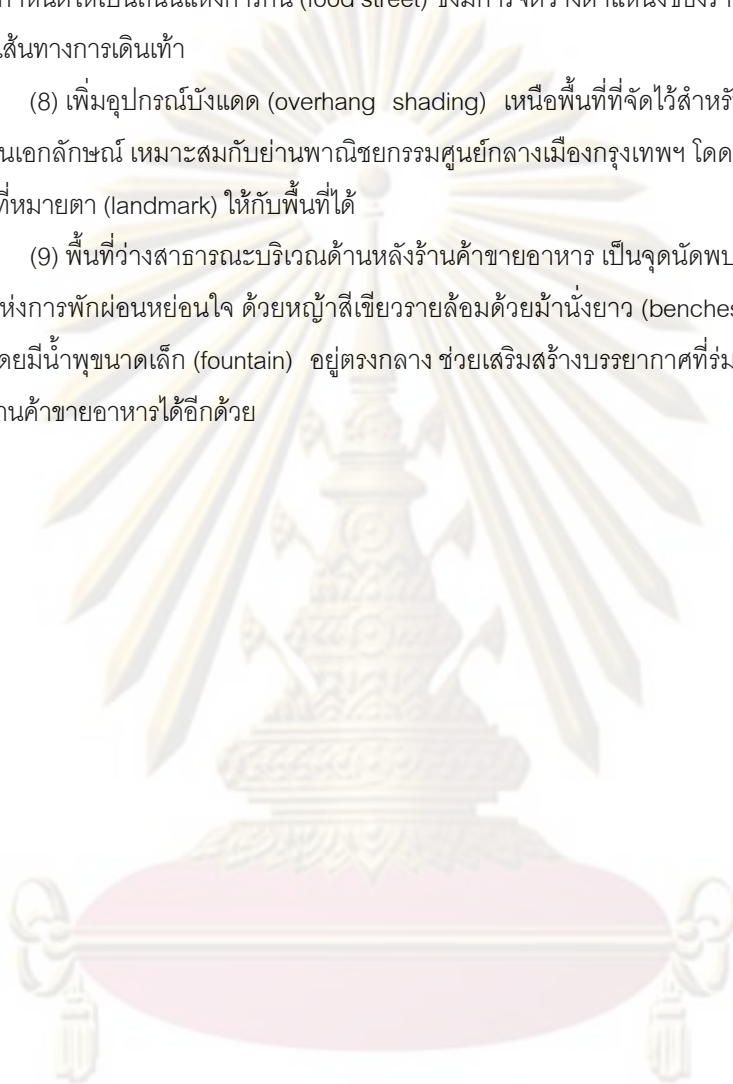 กำหนดให้เป็นถนนแห่งการกิน (food street) ซึ่งมีการจัดวางตำแหน่งของร้า
เส้นทางการเดินเท้า
(8) เพิ่มอุปกรณ์บังแดด (overhang shading) เหนือพื้นที่ที่จัดไว้สำหรั
นเอกลักษณ์ เหมาะสมกับย่านพาณิชยกรรมศูนย์กลางเมืองกรุงเทพฯ โดด
ที่หมายตา (landmark) ให้กับพื้นที่ได้
(9) พื้นที่ว่างสาธารณะบริเวณด้านหลังร้านค้าขายอาหาร เป็นจุดนัดพบ
ห่งการพักผ่อนหย่อนใจ ด้วยหญ้าสีเขียวรายล้อมด้วยม้านั่งยาว (benches
ดยมีน้ำพุขนาดเล็ก (fountain) อยู่ตรงกลาง ช่วยเสริมสร้างบรรยากาศที่ร่ม
านค้าขายอาหารได้อีกด้วย